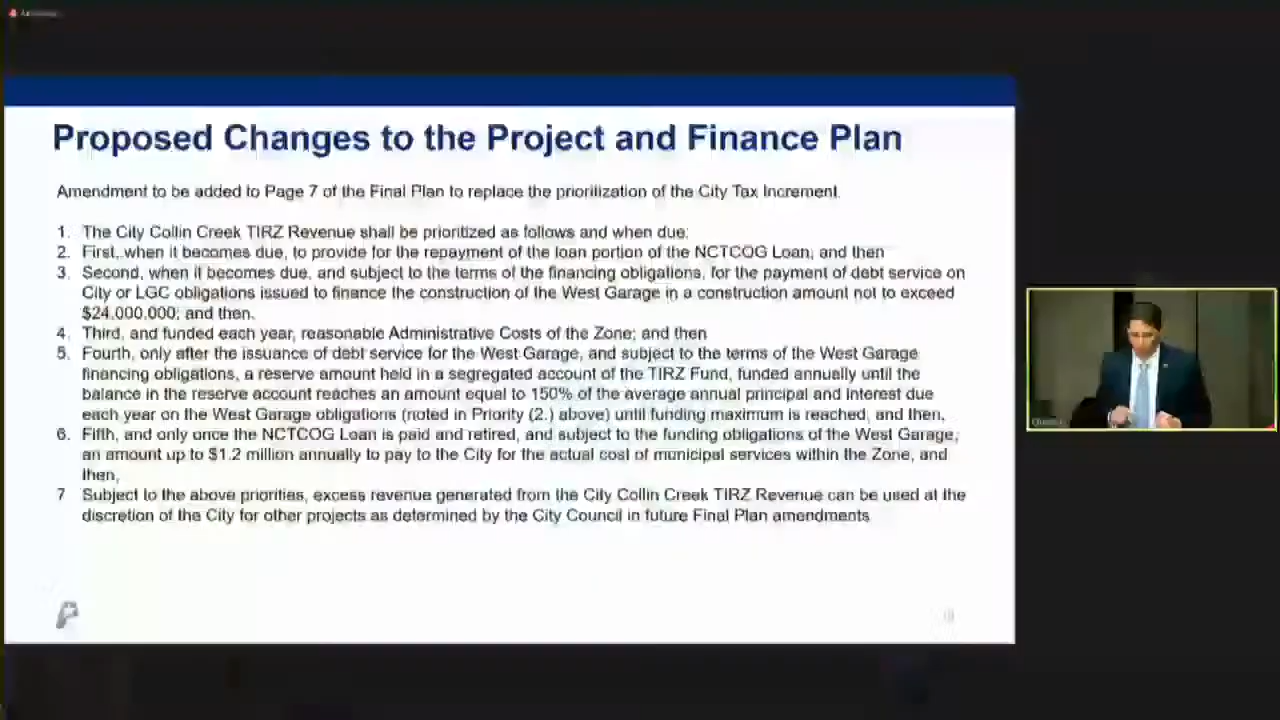 Proposed Changes to the Project and Finance Plan
Amendment to be added to Page 7 of the Final Plan to replace the prioritization of the City Tax Increment.
1. The City Collin Creek TIRZ Revenue shall be prioritized as follows and when due:
2. First, when it becomes due, to provide for the repayment of the loan portion of the NCTCOG Loan; and then
3. Second, when it becomes due, and subject to the terms of the financing obligations, for the payment of debt service on
City or LGC obligations issued to finance the construction of the West Garage in a construction amount not to exceed
$24,000,000; and then,
4. Third, and funded each year, reasonable Administrative Costs of the Zone; and then
5. Fourth, only after the issuance of debt service for the West Garage, and subject to the terms of the West Garage
financing obligations, a reserve amount held in a segregated account of the TIRZ Fund, funded annually until the
balance in the reserve account reaches an amount equal to 150% of the average annual principal and interest due
each year on the West Garage obligations (noted in Priority (2.) above) until funding maximum is reached, and then,
6. Fifth, and only once the NCTCOG Loan is paid and retired, and subject to the funding obligations of the West Garage,
an amount up to $1.2 million annually to pay to the City for the actual cost of municipal services within the Zone, and
then,
7 Subject to the above priorities, excess revenue generated from the City Collin Creek TIRZ Revenue can be used at the
discretion of the City for other projects as determined by the City Council in future Final Plan amendments